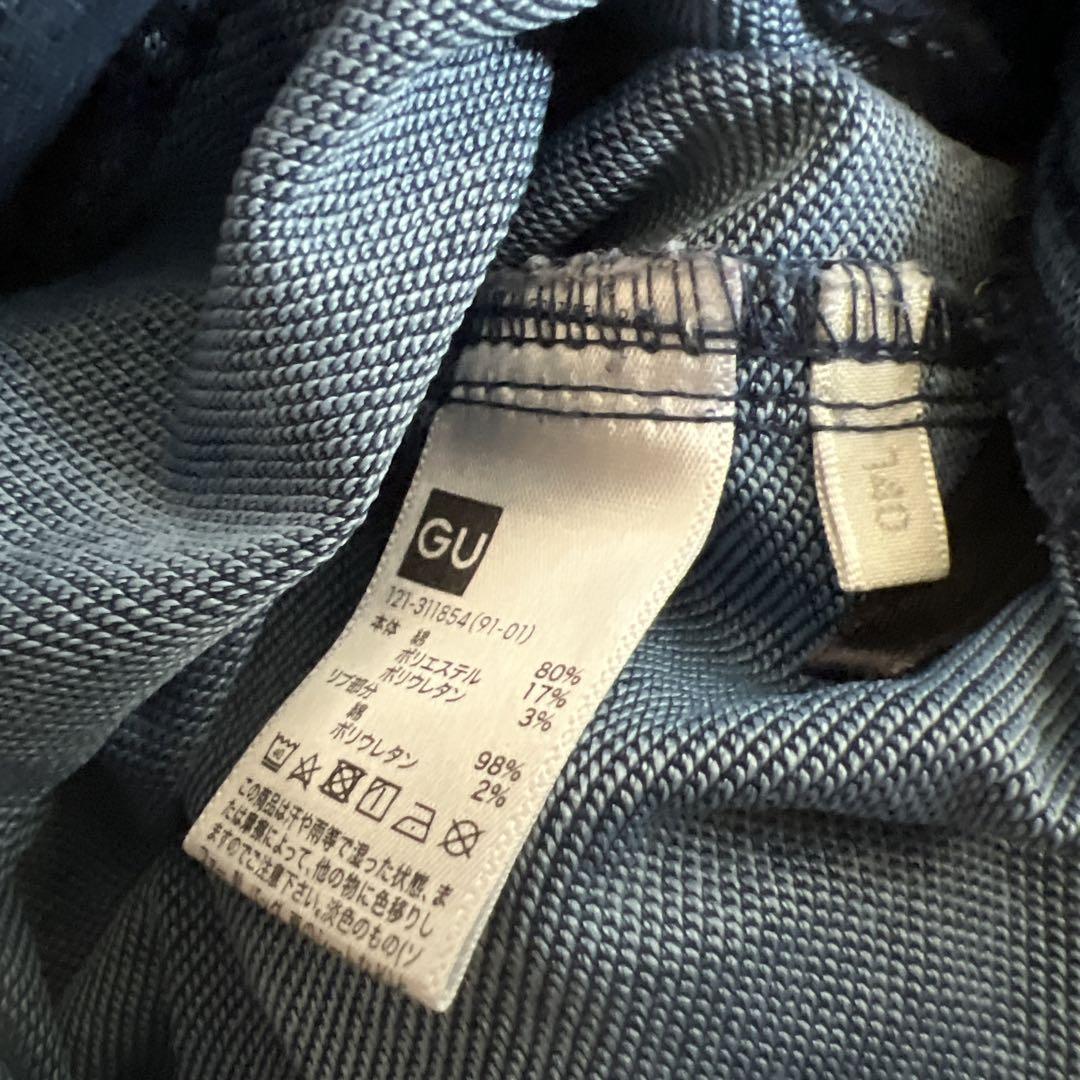 GU
121-311854(91-01)
本体 綿 80%
ポリエステル 17%
ポリウレタン 3%
リブ部分
綿 98%
ポリウレタン 2%
この商品は汗や雨等で湿った状態、ま
たは摩擦によって、他の物に色移りし
ますのでご注意下さい。淡色のもの(ソ
140